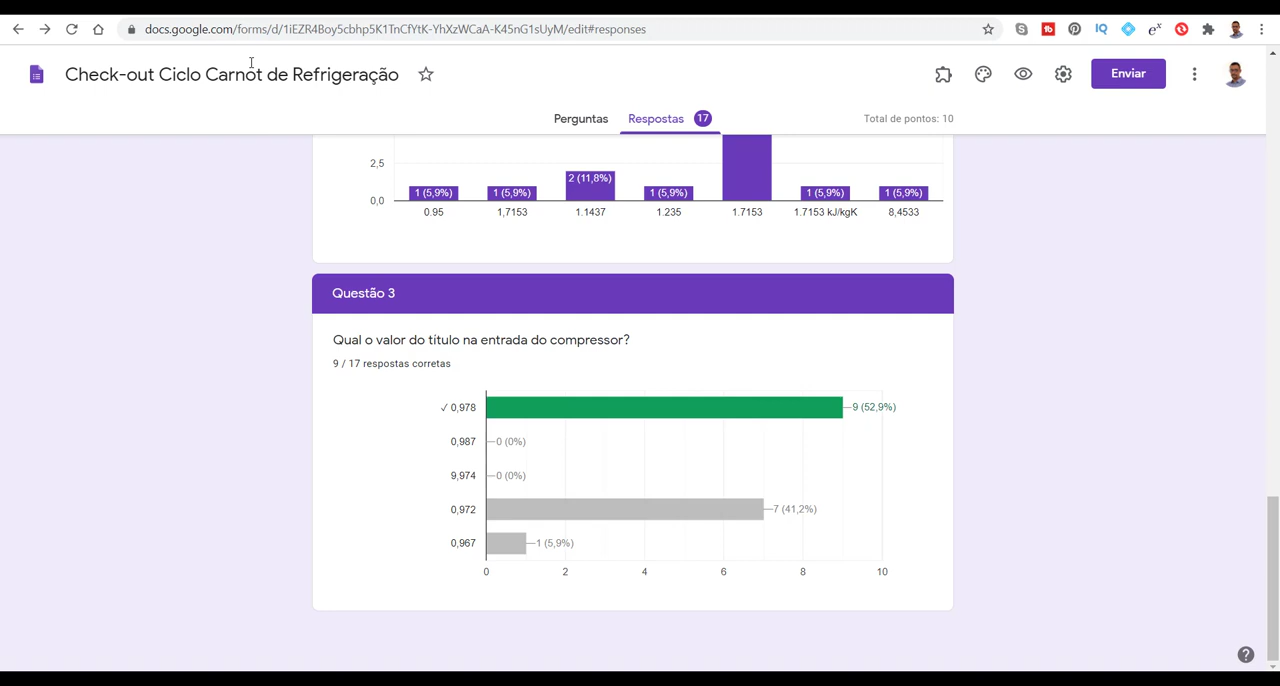 docs.google.com/forms/d/1iEZR4Boy5cbhp5K1TnCfYtK-YhXzWCaA-K45nG1sUyM/edit#responses
Check-out Ciclo Carnot de Refrigeração
Enviar
Perguntas
Respostas 17
Total de pontos: 10
2,5
0,0
1 (5,9%)
1 (5,9%)
2 (11,8%)
1 (5,9%)
1 (5,9%)
1 (5,9%)
0.95
1,7153
1.1437
1.235
1.7153
1.7153 kJ/kgK
8,4533
Questão 3
Qual o valor do título na entrada do compressor?
9 / 17 respostas corretas
✓ 0,978
9 (52,9%)
0,987
0 (0%)
9,974
0 (0%)
0,972
7 (41,2%)
0,967
1 (5,9%)
0 2 4 6 8 10